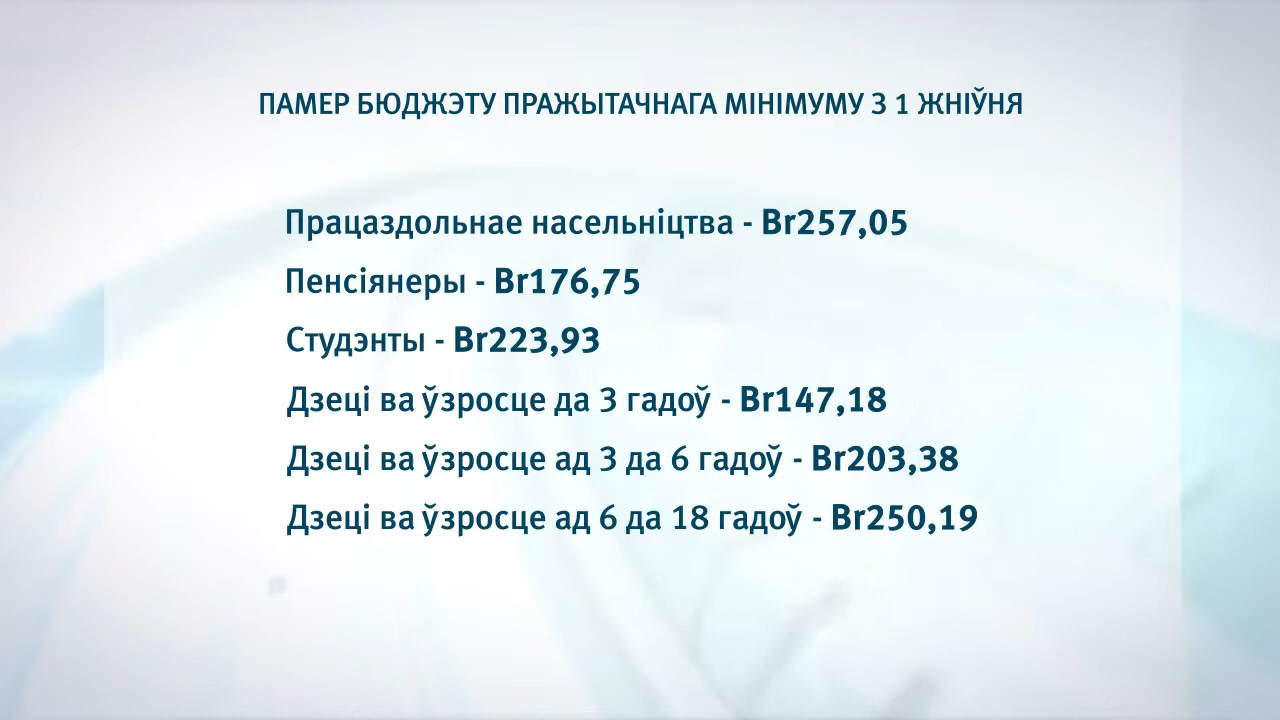 ПАМЕР БЮДЖЭТУ ПРАЖЫТАЧНАГА МІНІМУМУ З 1 ЖНІЎНЯ
Працаздольнае насельніцтва - Br257,05
Пенсіянеры - Br176,75
Студэнты - Br223,93
Дзеці ва ўзросце да 3 гадоў - Br147,18
Дзеці ва ўзросце ад 3 да 6 гадоў - Br203,38
Дзеці ва ўзросце ад 6 да 18 гадоў - Br250,19